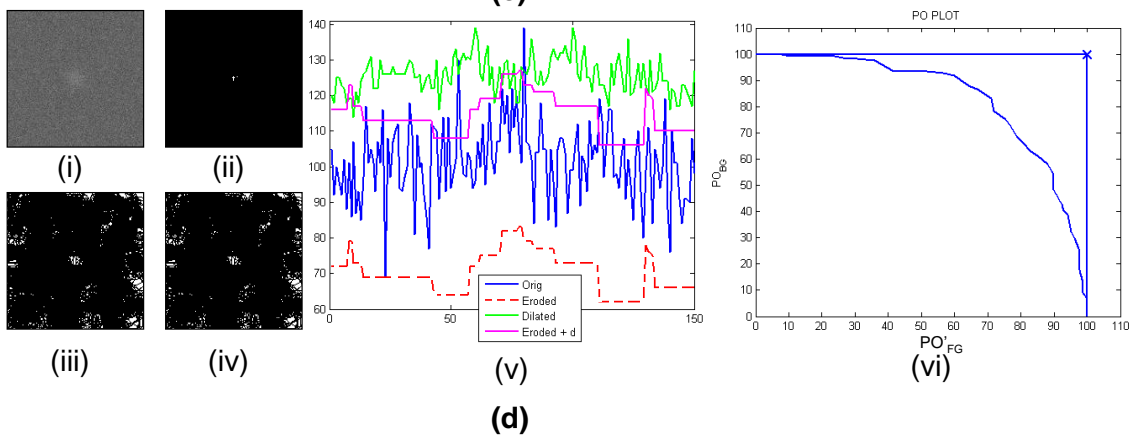 (i)
(ii)
(iii)
(iv)
140
130
120
110
100
90
80
70
60
0
50
100
150
Orig
Eroded
Dilated
Eroded + d
(v)
PO PLOT
PO_BG
110
100
90
80
70
60
50
40
30
20
10
0
0 10 20 30 40 50 60 70 80 90 100 110
PO'_FG
(vi)
(d)